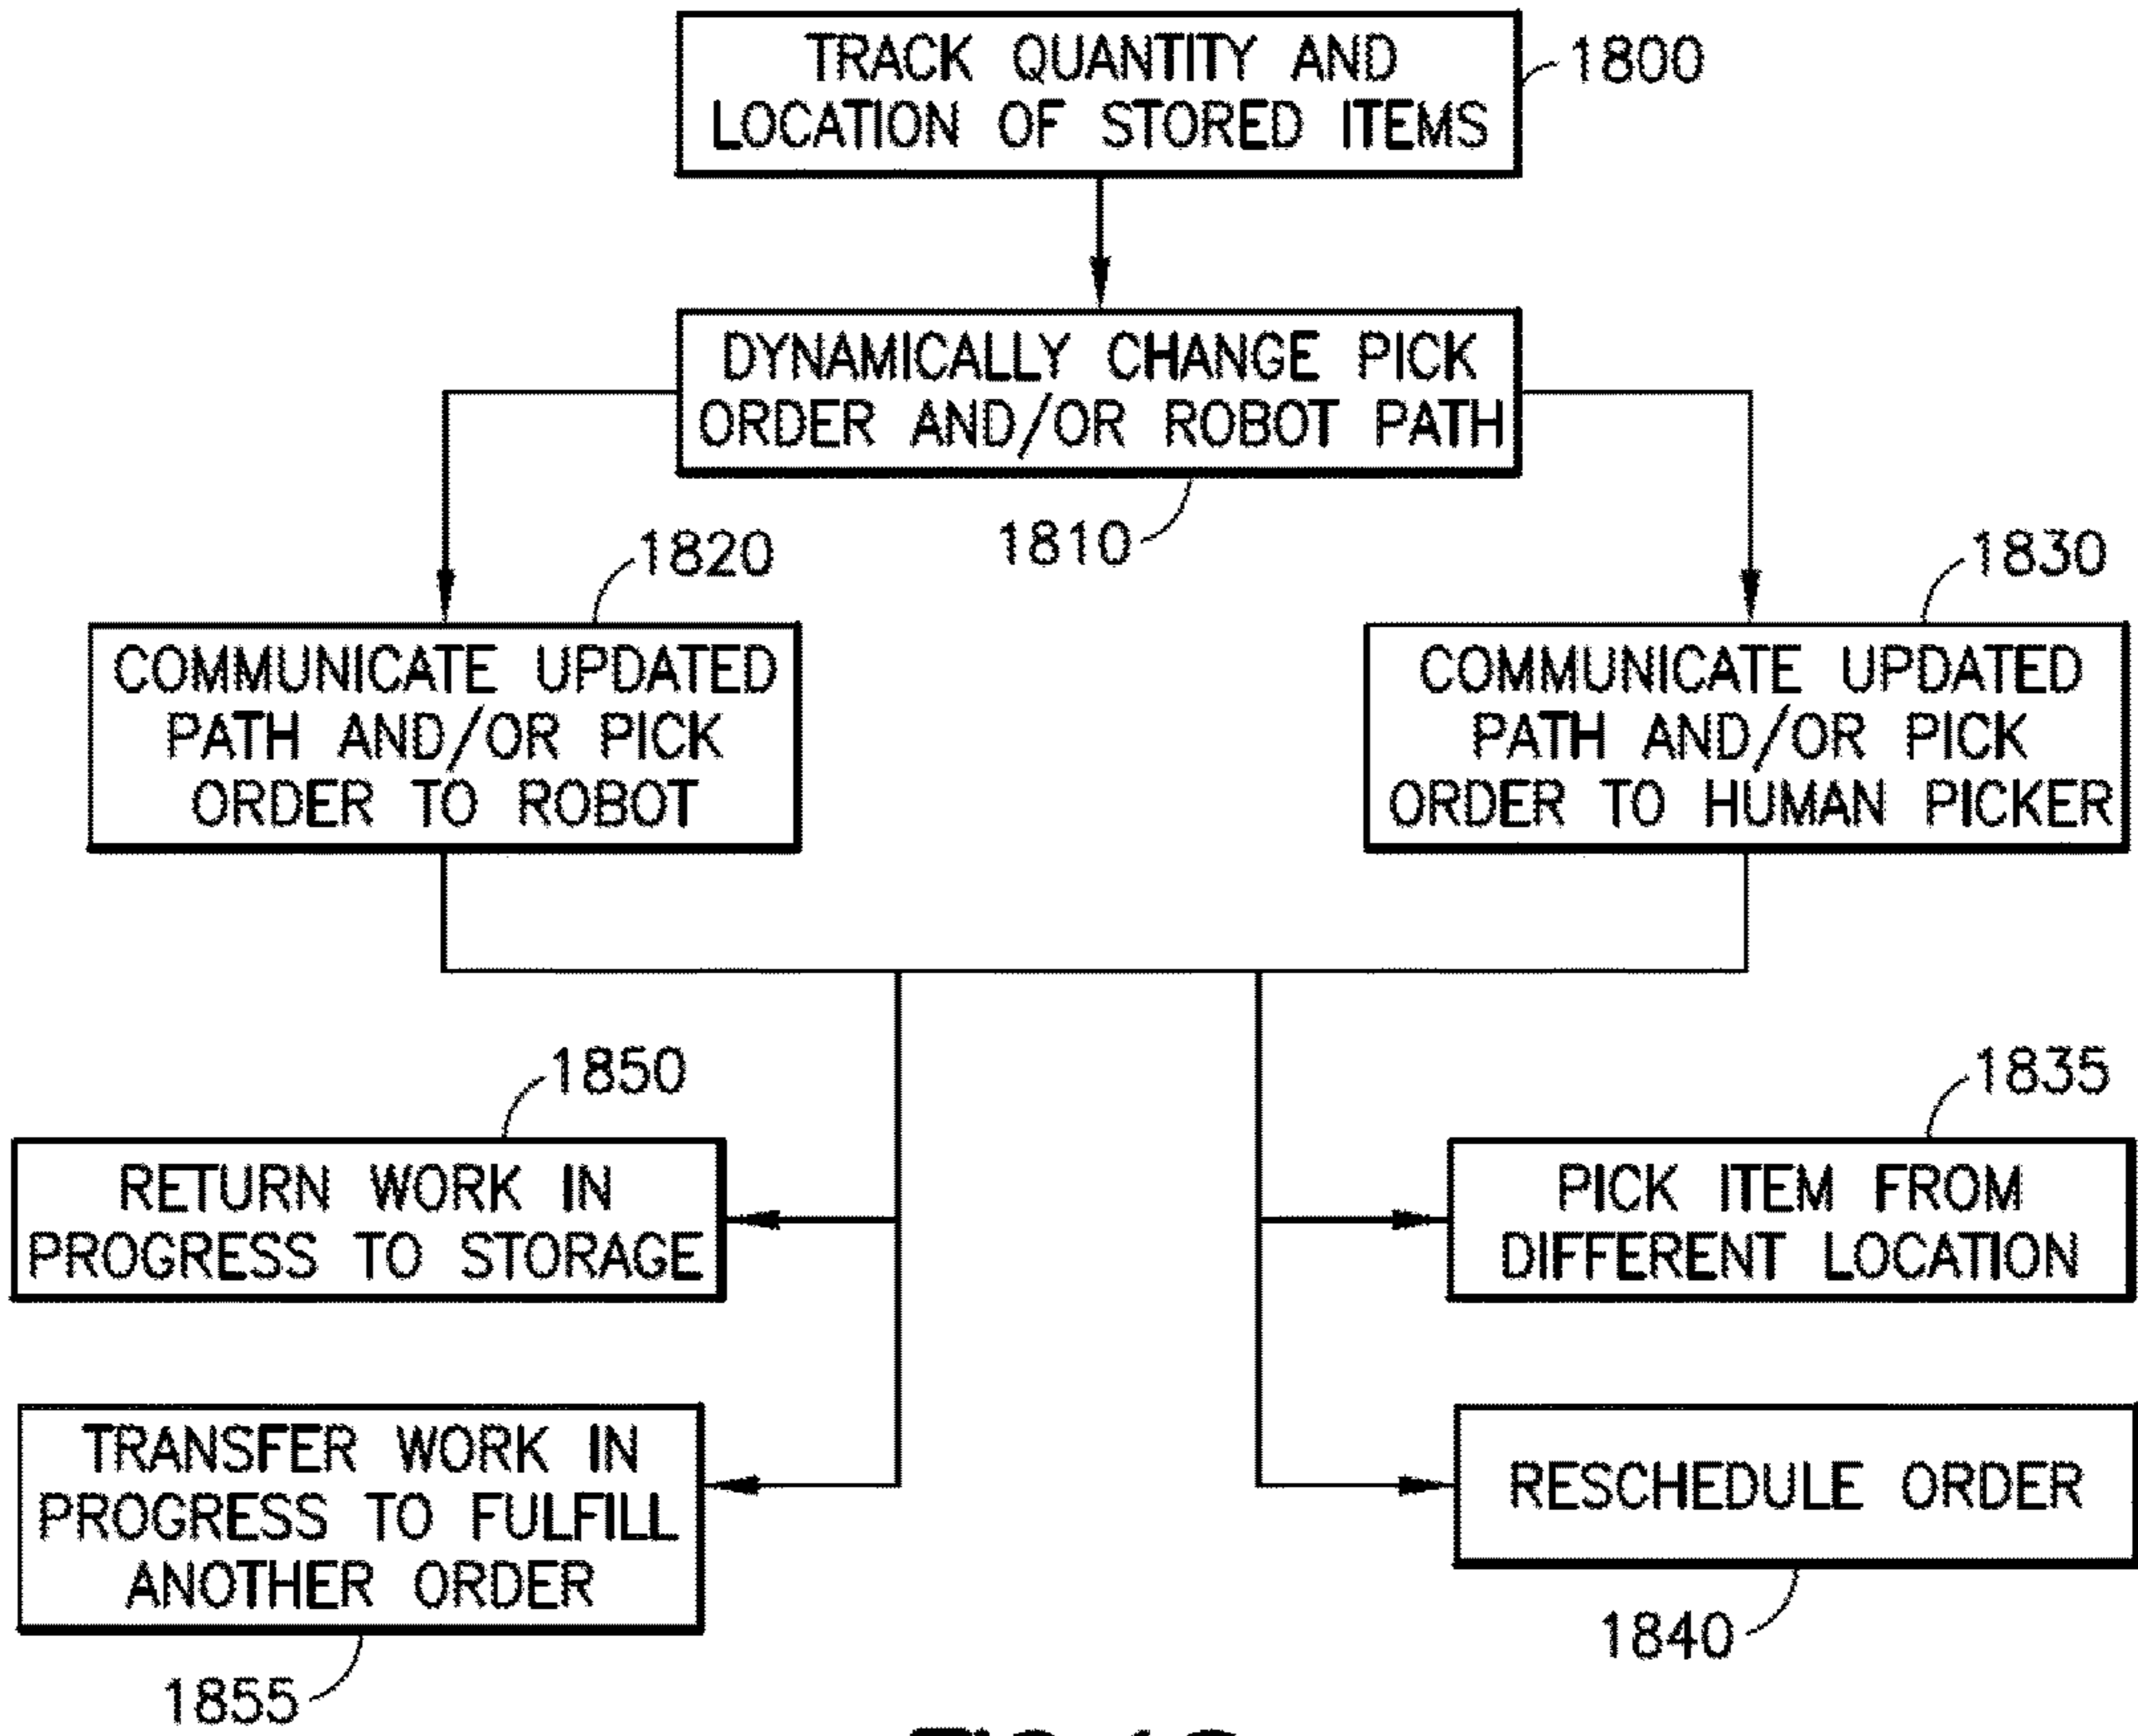 TRACK QUANTITY AND
LOCATION OF STORED ITEMS
1800
DYNAMICALLY CHANGE PICK
ORDER AND/OR ROBOT PATH
1810
1820
COMMUNICATE UPDATED
PATH AND/OR PICK
ORDER TO ROBOT
1830
COMMUNICATE UPDATED
PATH AND/OR PICK
ORDER TO HUMAN PICKER
1850
RETURN WORK IN
PROGRESS TO STORAGE
1835
PICK ITEM FROM
DIFFERENT LOCATION
TRANSFER WORK IN
PROGRESS TO FULFILL
ANOTHER ORDER
1855
RESCHEDULE ORDER
1840